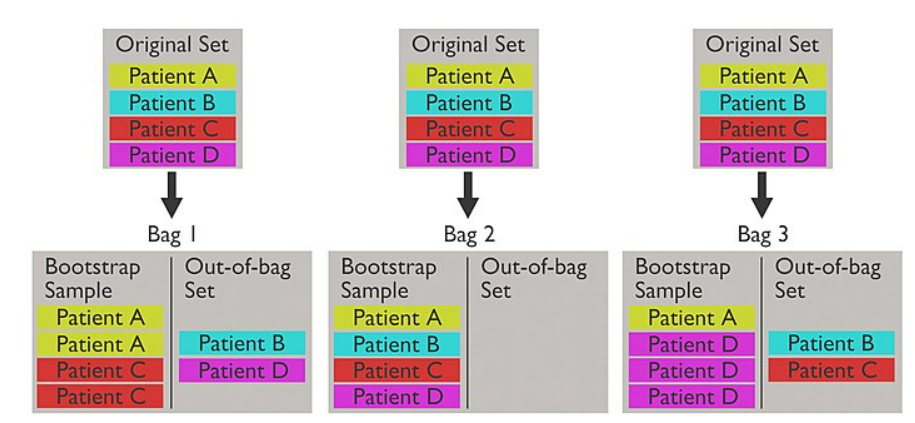 Original Set
Patient A
Patient B
Patient C
Patient D
Original Set
Patient A
Patient B
Patient C
Patient D
Original Set
Patient A
Patient B
Patient C
Patient D
Bag 1
Bootstrap
Sample
Patient A
Patient A
Patient C
Patient C
Out-of-bag
Set
Patient B
Patient D
Bag 2
Bootstrap
Sample
Patient A
Patient B
Patient C
Patient D
Out-of-bag
Set
Bag 3
Bootstrap
Sample
Patient A
Patient D
Patient D
Patient D
Out-of-bag
Set
Patient B
Patient C